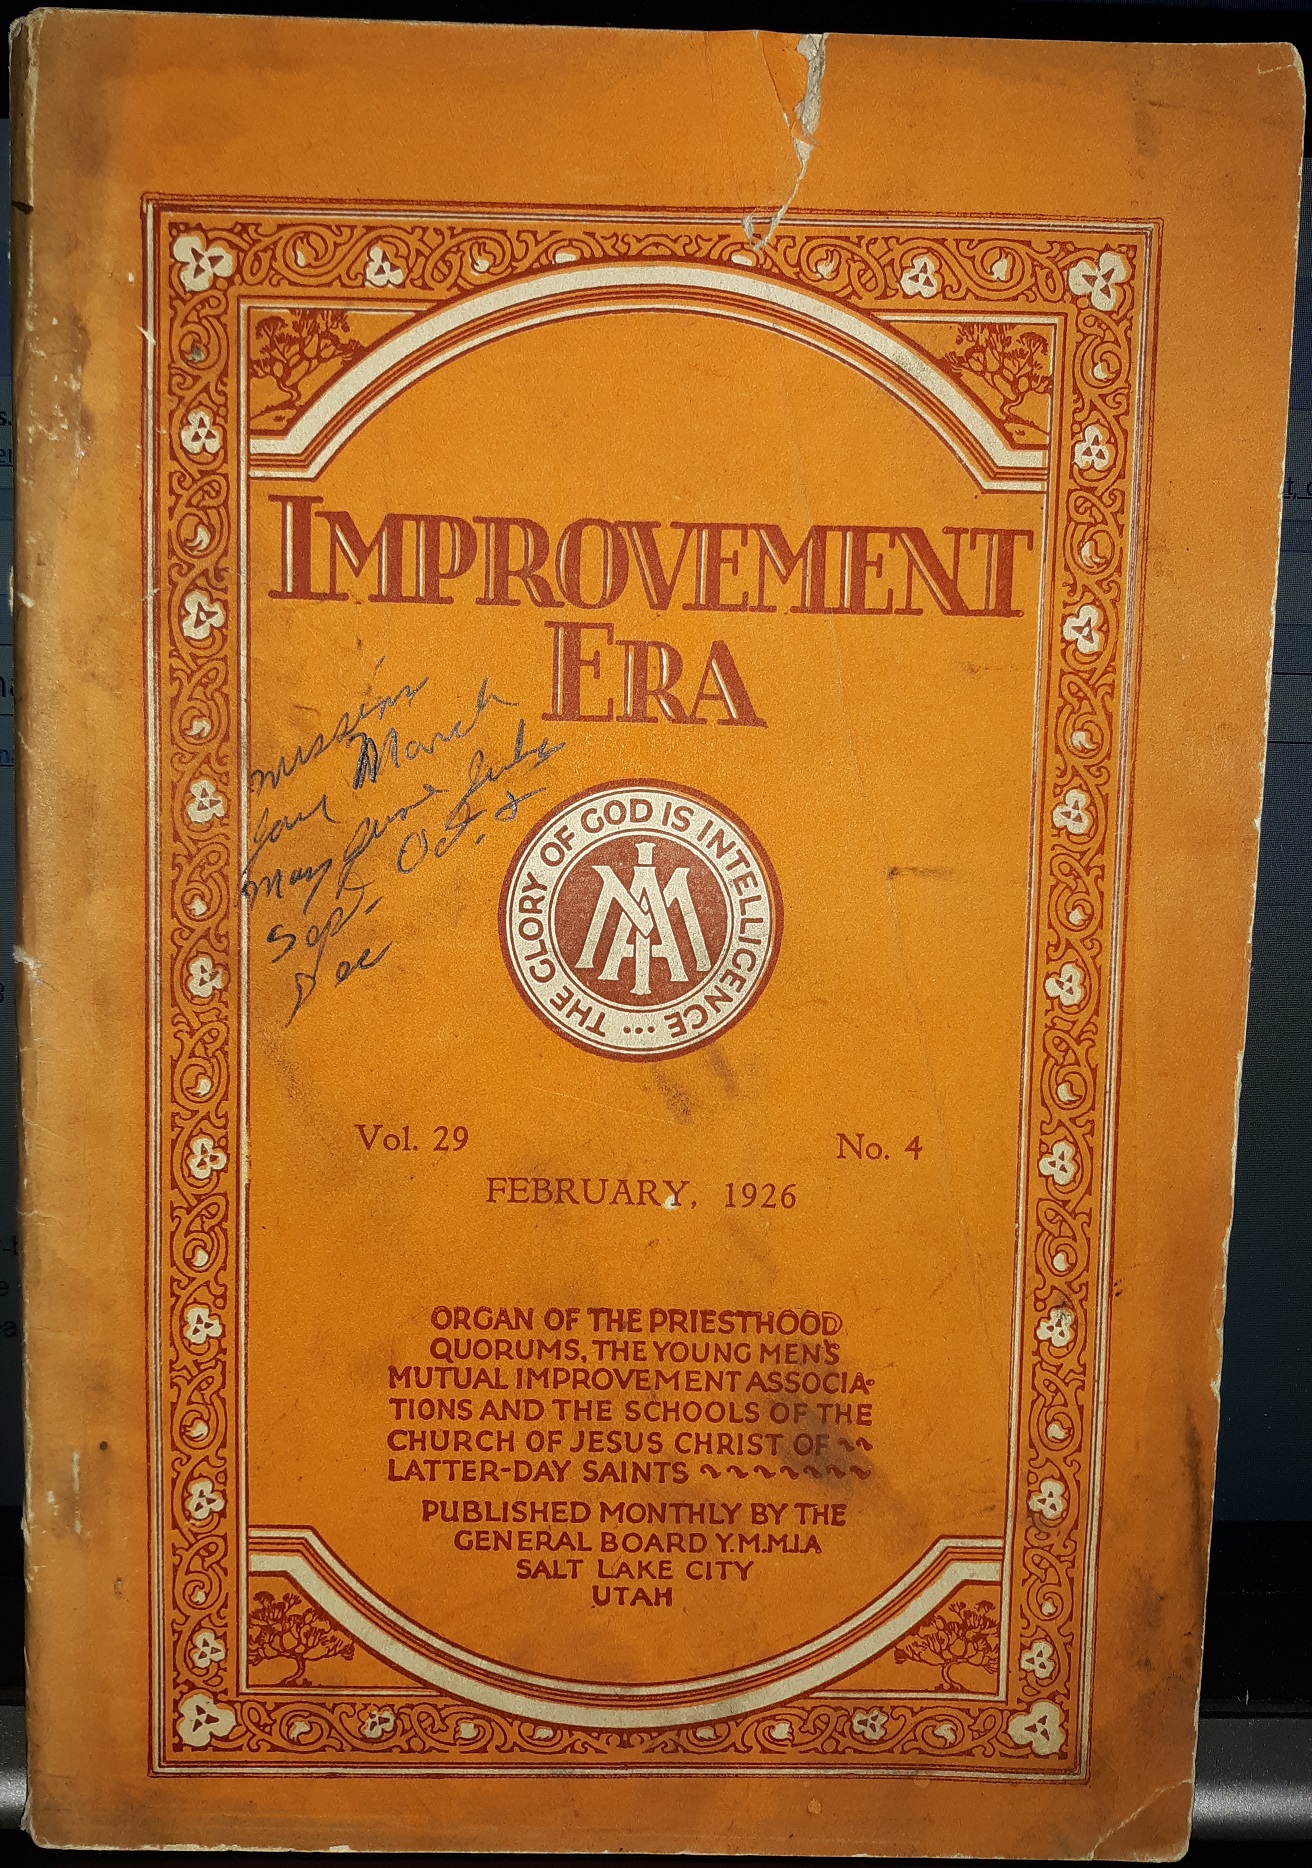 IMPROVEMENT
ERA
missing
Jan March
May June July
Sept. Oct. &
Dec
THE GLORY OF GOD IS INTELLIGENCE ...
MIA
Vol. 29 No. 4
FEBRUARY, 1926
ORGAN OF THE PRIESTHOOD
QUORUMS, THE YOUNG MEN'S
MUTUAL IMPROVEMENT ASSOCIA-
TIONS AND THE SCHOOLS OF THE
CHURCH OF JESUS CHRIST OF
LATTER-DAY SAINTS
PUBLISHED MONTHLY BY THE
GENERAL BOARD Y.M.M.I.A
SALT LAKE CITY
UTAH